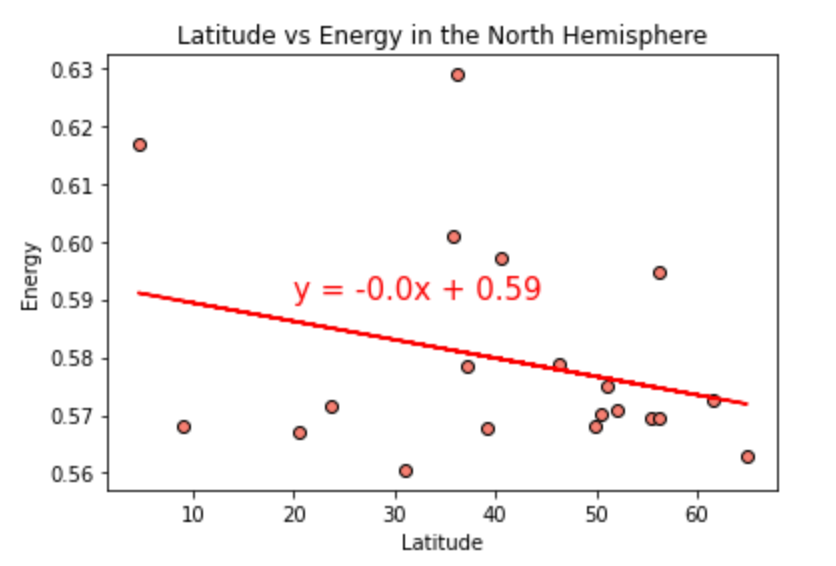 Latitude vs Energy in the North Hemisphere
0.63
0.62
0.61
0.60
0.59
0.58
0.57
0.56
Energy
y = -0.0x + 0.59
10 20 30 40 50 60
Latitude